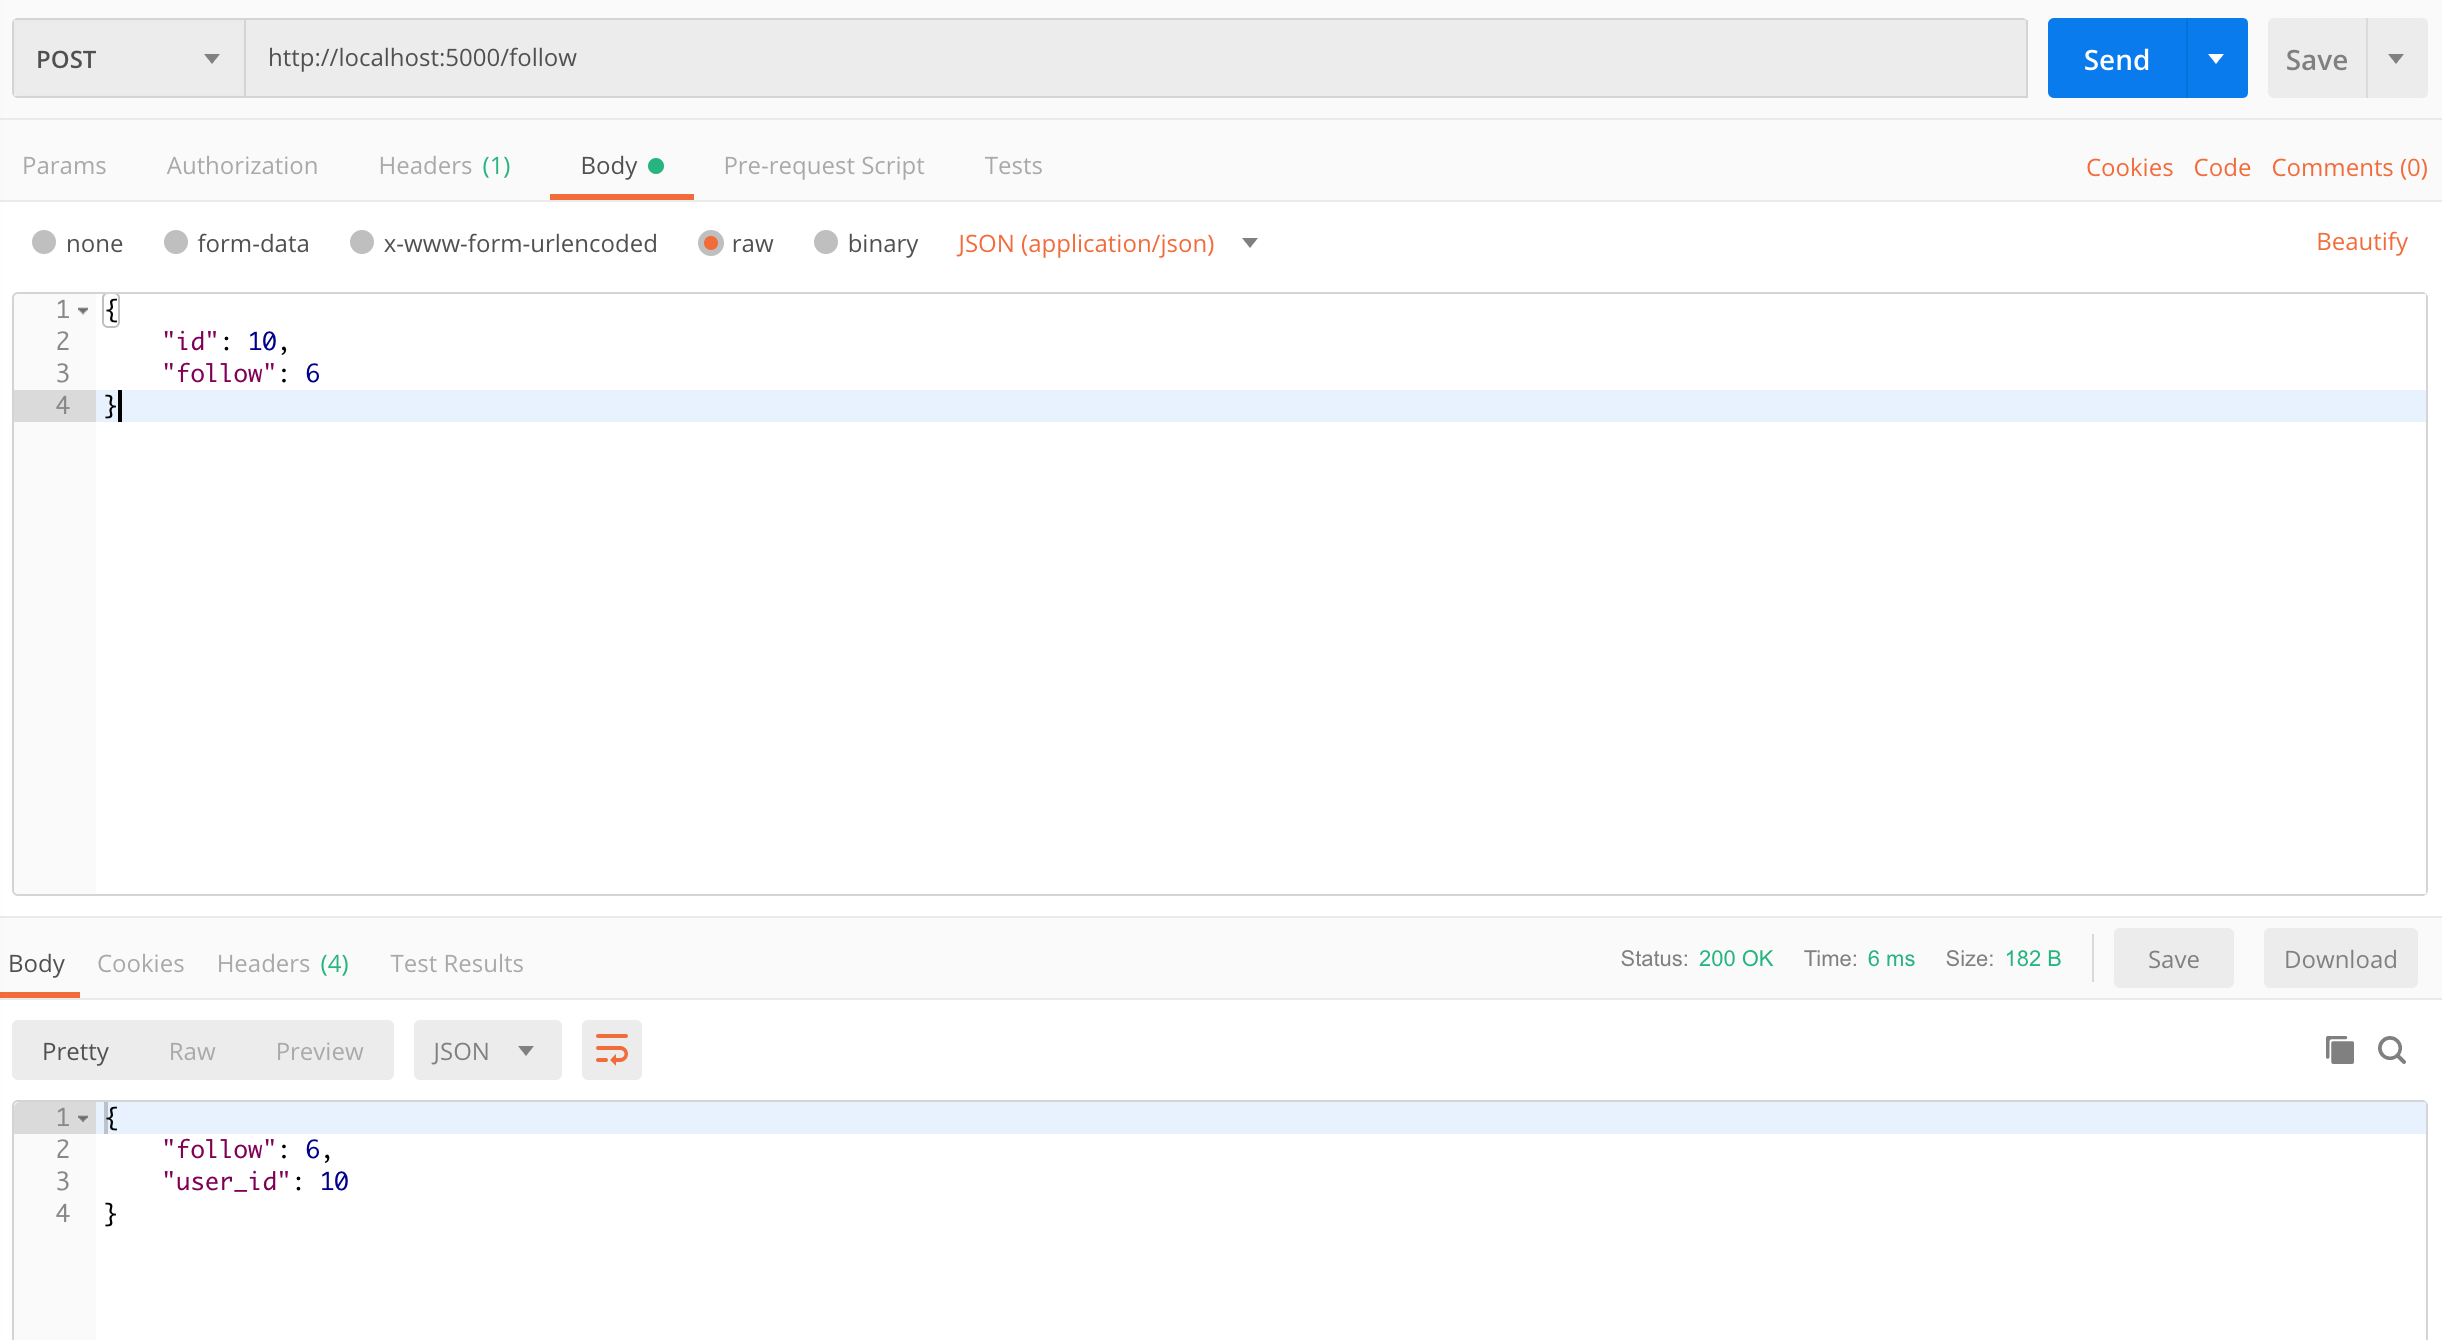 POST http://localhost:5000/follow Send Save
Params Authorization Headers (1) Body Pre-request Script Tests Cookies Code Comments (0)
none form-data x-www-form-urlencoded raw binary JSON (application/json) Beautify
1 {
2 "id": 10,
3 "follow": 6
4 }
Body Cookies Headers (4) Test Results Status: 200 OK Time: 6 ms Size: 182 B Save Download
Pretty Raw Preview JSON
1 {
2 "follow": 6,
3 "user_id": 10
4 }